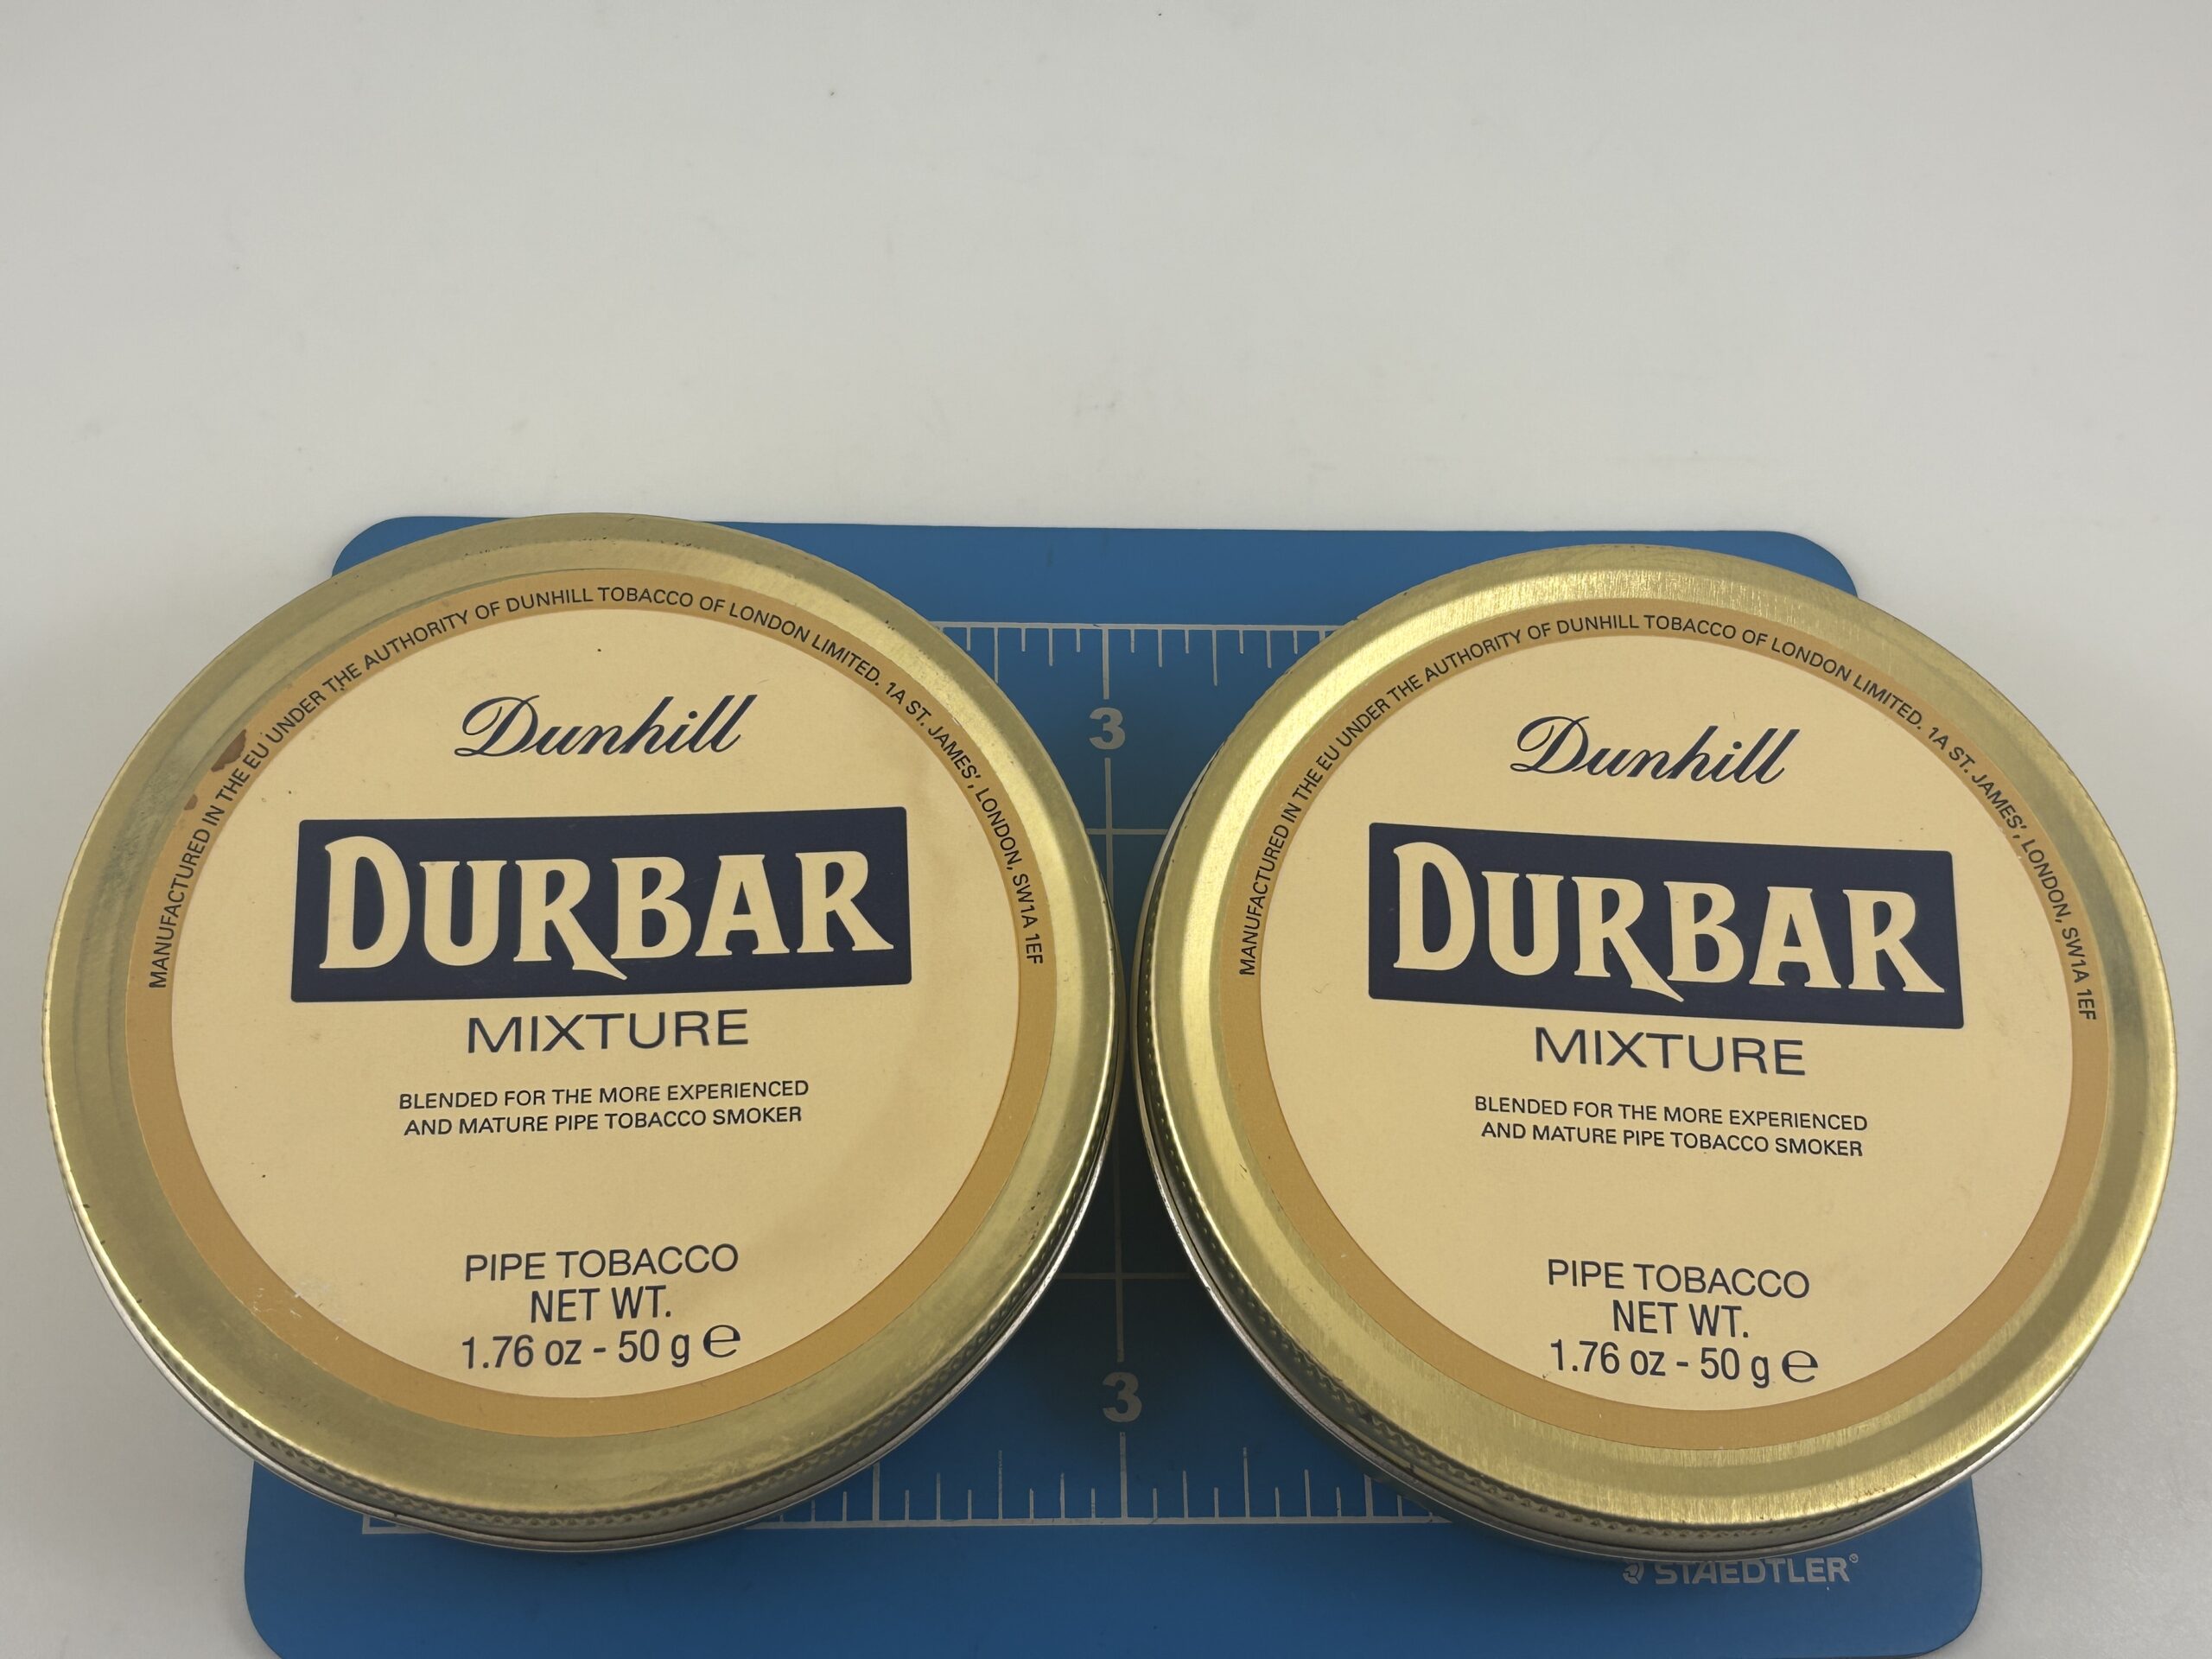 MANUFACTURED IN THE EU UNDER THE AUTHORITY OF DUNHILL TOBACCO OF LONDON LIMITED. 1A ST. JAMES', LONDON, SW1A 1EF
Dunhill
DURBAR
MIXTURE
BLENDED FOR THE MORE EXPERIENCED
AND MATURE PIPE TOBACCO SMOKER
PIPE TOBACCO
NET WT.
1.76 oz - 50 g ℮
MANUFACTURED IN THE EU UNDER THE AUTHORITY OF DUNHILL TOBACCO OF LONDON LIMITED. 1A ST. JAMES', LONDON, SW1A 1EF
Dunhill
DURBAR
MIXTURE
BLENDED FOR THE MORE EXPERIENCED
AND MATURE PIPE TOBACCO SMOKER
PIPE TOBACCO
NET WT.
1.76 oz - 50 g ℮
3
3
STAEDTLER®